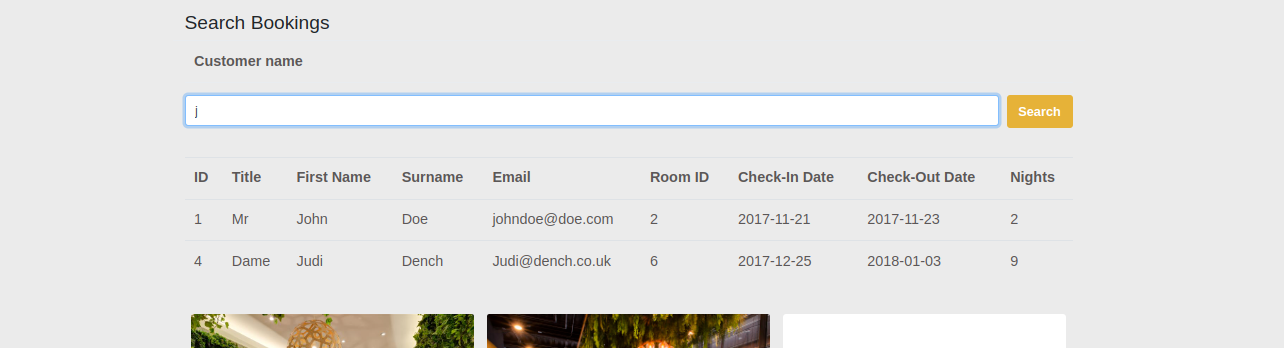 Search Bookings
Customer name
j
Search
ID Title First Name Surname Email Room ID Check-In Date Check-Out Date Nights
1 Mr John Doe johndoe@doe.com 2 2017-11-21 2017-11-23 2
4 Dame Judi Dench Judi@dench.co.uk 6 2017-12-25 2018-01-03 9